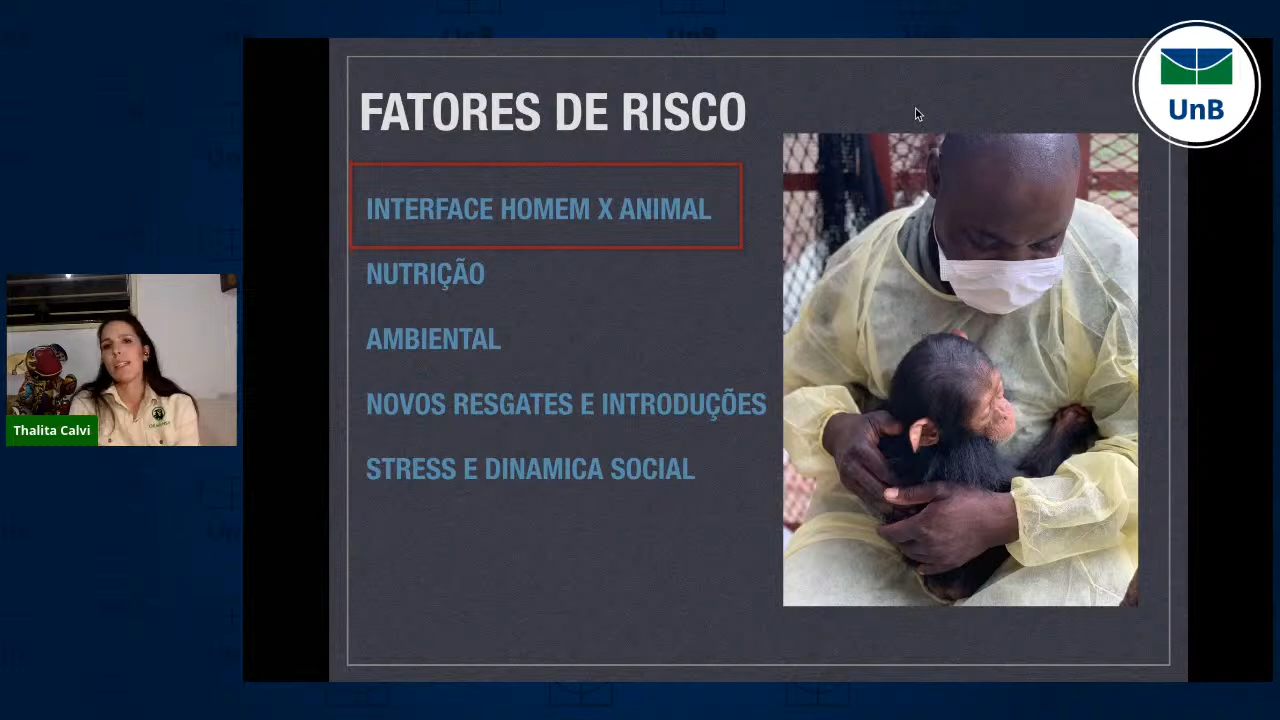 FATORES DE RISCO
INTERFACE HOMEM X ANIMAL
NUTRIÇÃO
AMBIENTAL
NOVOS RESGATES E INTRODUÇÕES
STRESS E DINAMICA SOCIAL
UnB
Thalita Calvi